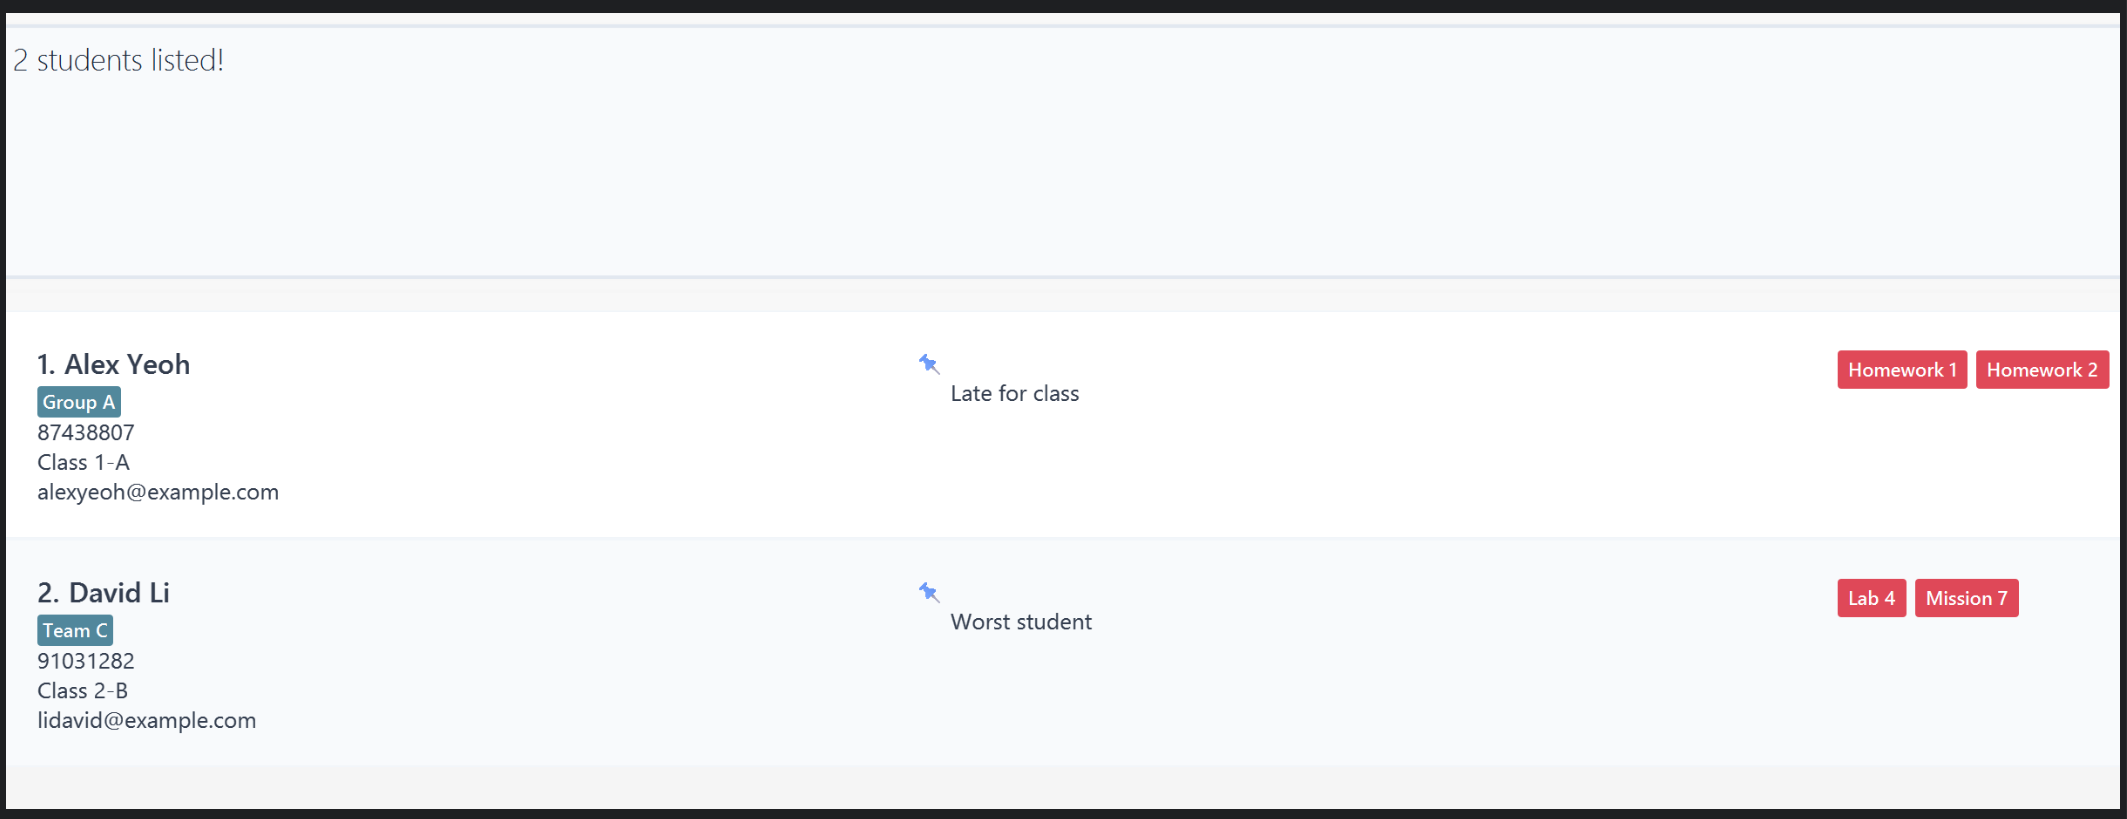 2 students listed!
1. Alex Yeoh
Group A
87438807
Class 1-A
alexyeoh@example.com
Late for class
Homework 1 Homework 2
2. David Li
Team C
91031282
Class 2-B
lidavid@example.com
Worst student
Lab 4 Mission 7